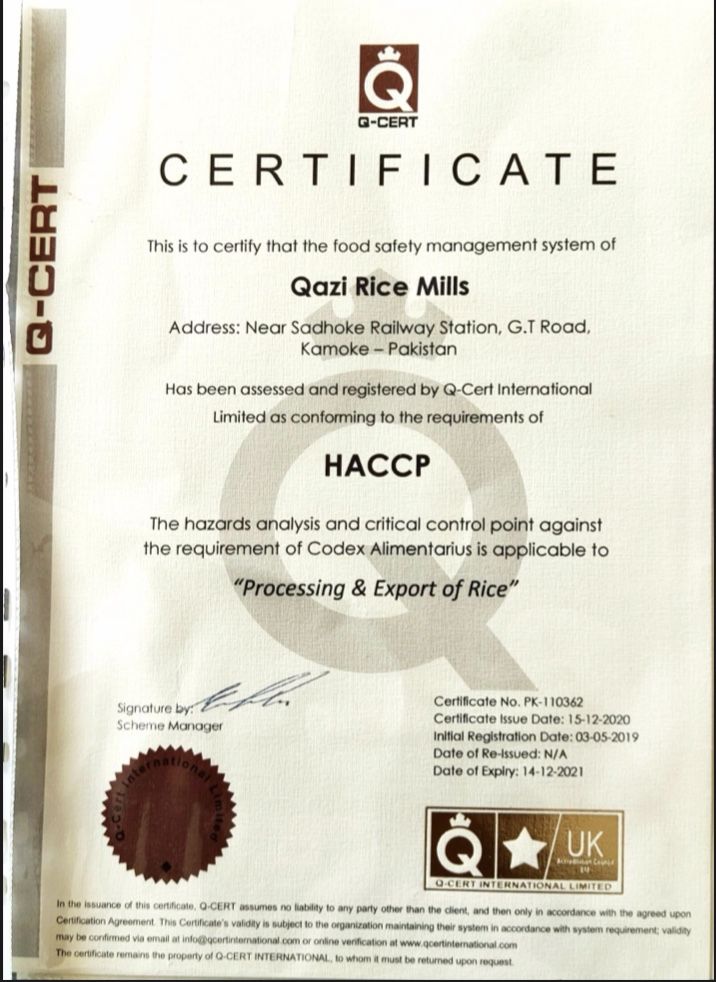 Q-CERT
CERTIFICATE
Q-CERT
This is to certify that the food safety management system of
Qazi Rice Mills
Address: Near Sadhoke Railway Station, G.T Road,
Kamoke – Pakistan
Has been assessed and registered by Q-Cert International
Limited as conforming to the requirements of
HACCP
The hazards analysis and critical control point against
the requirement of Codex Alimentarius is applicable to
“Processing & Export of Rice”
Signature by:
Scheme Manager
Certificate No. PK-110362
Certificate Issue Date: 15-12-2020
Initial Registration Date: 03-05-2019
Date of Re-Issued: N/A
Date of Expiry: 14-12-2021
Q-Cert International Limited
UK
Accreditation Council
Q-CERT INTERNATIONAL LIMITED
In the issuance of this certificate, Q-CERT assumes no liability to any party other than the client, and then only in accordance with the agreed upon
Certification Agreement. This Certificate's validity is subject to the organization maintaining their system in accordance with system requirement; validity
may be confirmed via email at info@qcertinternational.com or online verification at www.qcertinternational.com
The certificate remains the property of Q-CERT INTERNATIONAL, to whom it must be returned upon request.